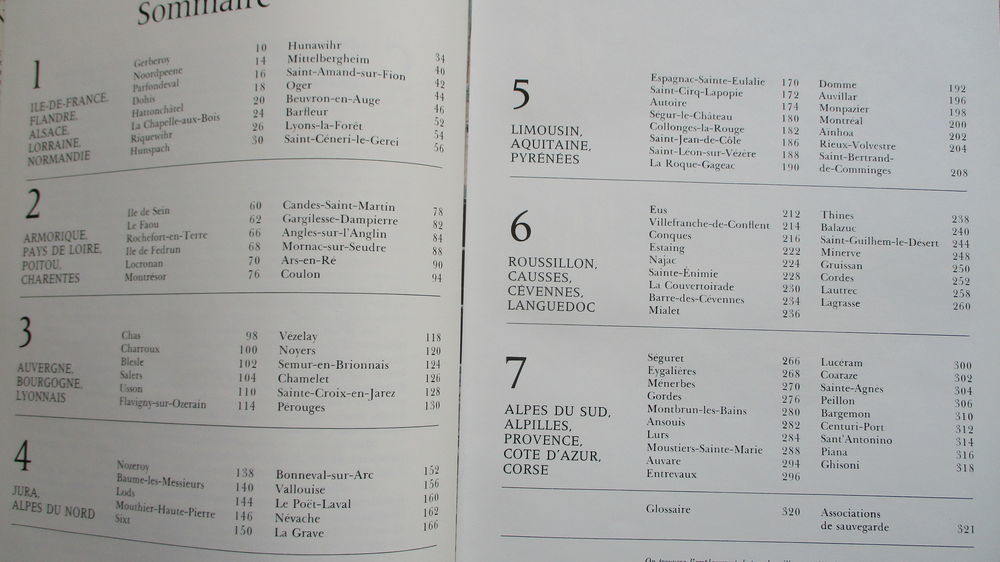 Sommaire
1
ILE-DE-FRANCE,
FLANDRE,
ALSACE,
LORRAINE,
NORMANDIE
Gerberoy 10
Noordpeene 14
Parfondeval 16
Dohis 18
Hattonchâtel 20
La Chapelle-aux-Bois 24
Riquewihr 26
Hunspach 30
Hunawihr 34
Mittelbergheim 40
Saint-Amand-sur-Fion 42
Oger 44
Beuvron-en-Auge 46
Barfleur 52
Lyons-la-Forêt 54
Saint-Céneri-le-Gerei 56
2
ARMORIQUE,
PAYS DE LOIRE,
POITOU,
CHARENTES
Ile de Sein 60
Le Faou 62
Rochefort-en-Terre 66
Ile de Fedrun 68
Locronan 70
Montrésor 76
Candes-Saint-Martin 78
Gargilesse-Dampierre 82
Angles-sur-l'Anglin 84
Mornac-sur-Seudre 88
Ars-en-Ré 90
Coulon 94
3
AUVERGNE,
BOURGOGNE,
LYONNAIS
Chas 98
Charroux 100
Blesle 102
Salers 104
Usson 110
Flavigny-sur-Ozerain 114
Vézelay 118
Noyers 120
Semur-en-Brionnais 124
Chamelet 126
Sainte-Croix-en-Jarez 128
Pérouges 130
4
JURA,
ALPES DU NORD
Nozeroy 138
Baume-les-Messieurs 140
Lods 144
Mouthier-Haute-Pierre 146
Sixt 150
Bonneval-sur-Arc 152
Vallouise 156
Le Poët-Laval 160
Névache 162
La Grave 166
5
LIMOUSIN,
AQUITAINE,
PYRÉNÉES
Espagnac-Sainte-Eulalie 170
Saint-Cirq-Lapopie 172
Autoire 174
Ségur-le-Château 180
Collonges-la-Rouge 182
Saint-Jean-de-Côle 186
Saint-Léon-sur-Vézère 188
La Roque-Gageac 190
Domme 192
Auvillar 196
Monpazier 198
Montréal 200
Ainhoa 202
Rieux-Volvestre 204
Saint-Bertrand-
de-Comminges 208
6
ROUSSILLON,
CAUSSES,
CÉVENNES,
LANGUEDOC
Eus 212
Villefranche-de-Conflent 214
Conques 216
Estaing 222
Najac 224
Sainte-Énimie 228
La Couvertoirade 230
Barre-des-Cévennes 234
Mialet 236
Thines 238
Balazuc 240
Saint-Guilhem-le-Désert 244
Minerve 248
Gruissan 250
Cordes 252
Lautrec 258
Lagrasse 260
7
ALPES DU SUD,
ALPILLES,
PROVENCE,
COTE D'AZUR,
CORSE
Séguret 266
Eygalières 268
Ménerbes 270
Gordes 276
Montbrun-les-Bains 280
Ansouis 282
Lurs 284
Moustiers-Sainte-Marie 288
Auvare 294
Entrevaux 296
Lucéram 300
Coaraze 302
Sainte-Agnès 304
Peillon 306
Bargemon 310
Centuri-Port 312
Sant'Antonino 314
Piana 316
Ghisoni 318
Glossaire 320
Associations
de sauvegarde 321